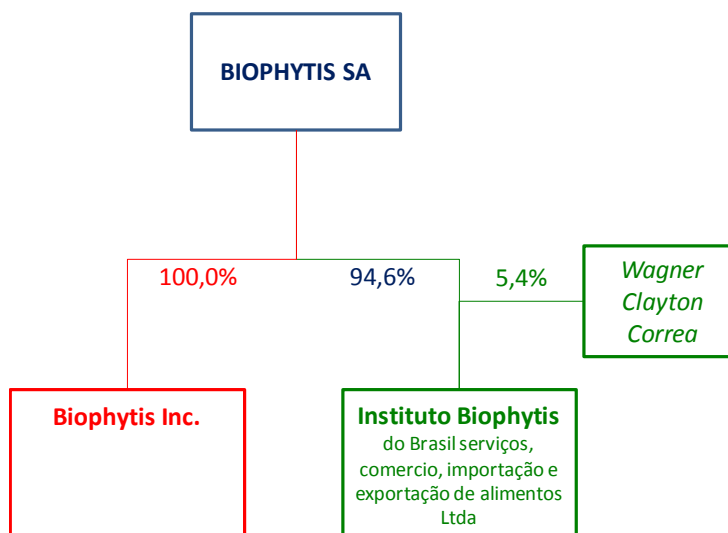 BIOPHYTIS SA
100,0%
94,6%
5,4%
Wagner
Clayton
Correa
Biophytis Inc.
Instituto Biophytis
do Brasil serviços,
comercio, importação e
exportação de alimentos
Ltda